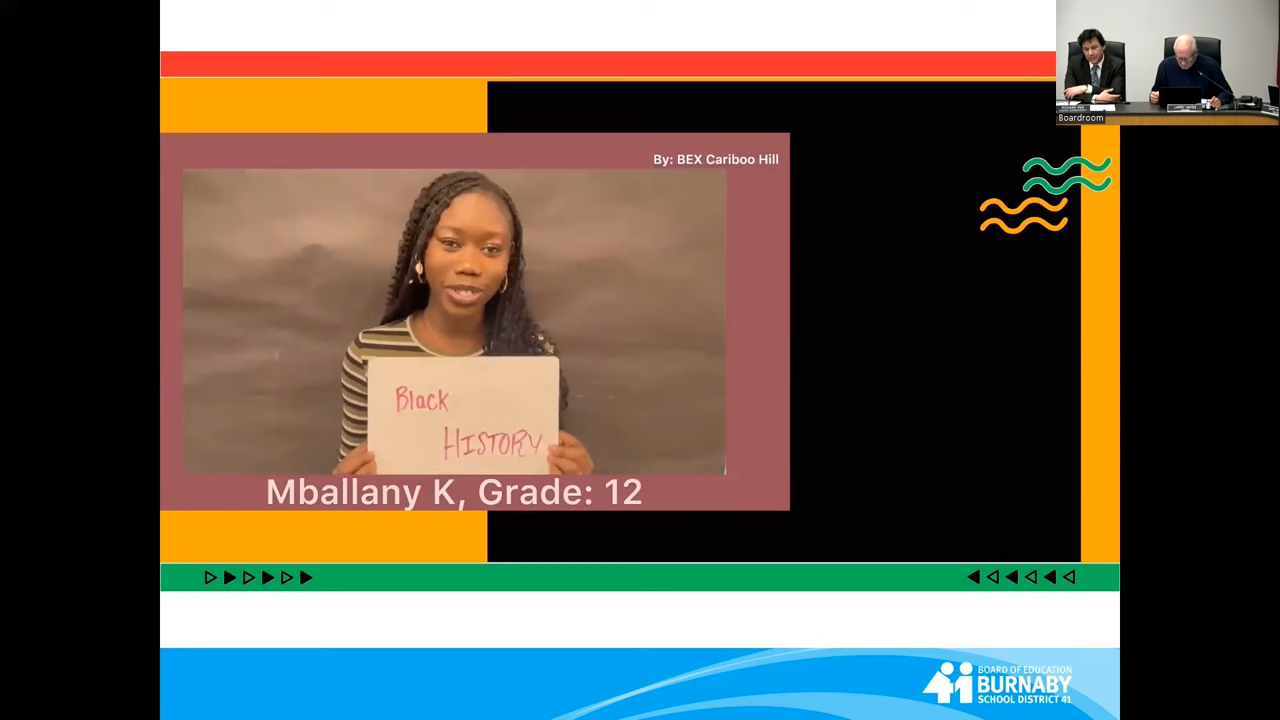 By: BEX Cariboo Hill
Black
HISTORY
Mballany K, Grade: 12
Boardroom
BOARD OF EDUCATION
BURNABY
SCHOOL DISTRICT 41